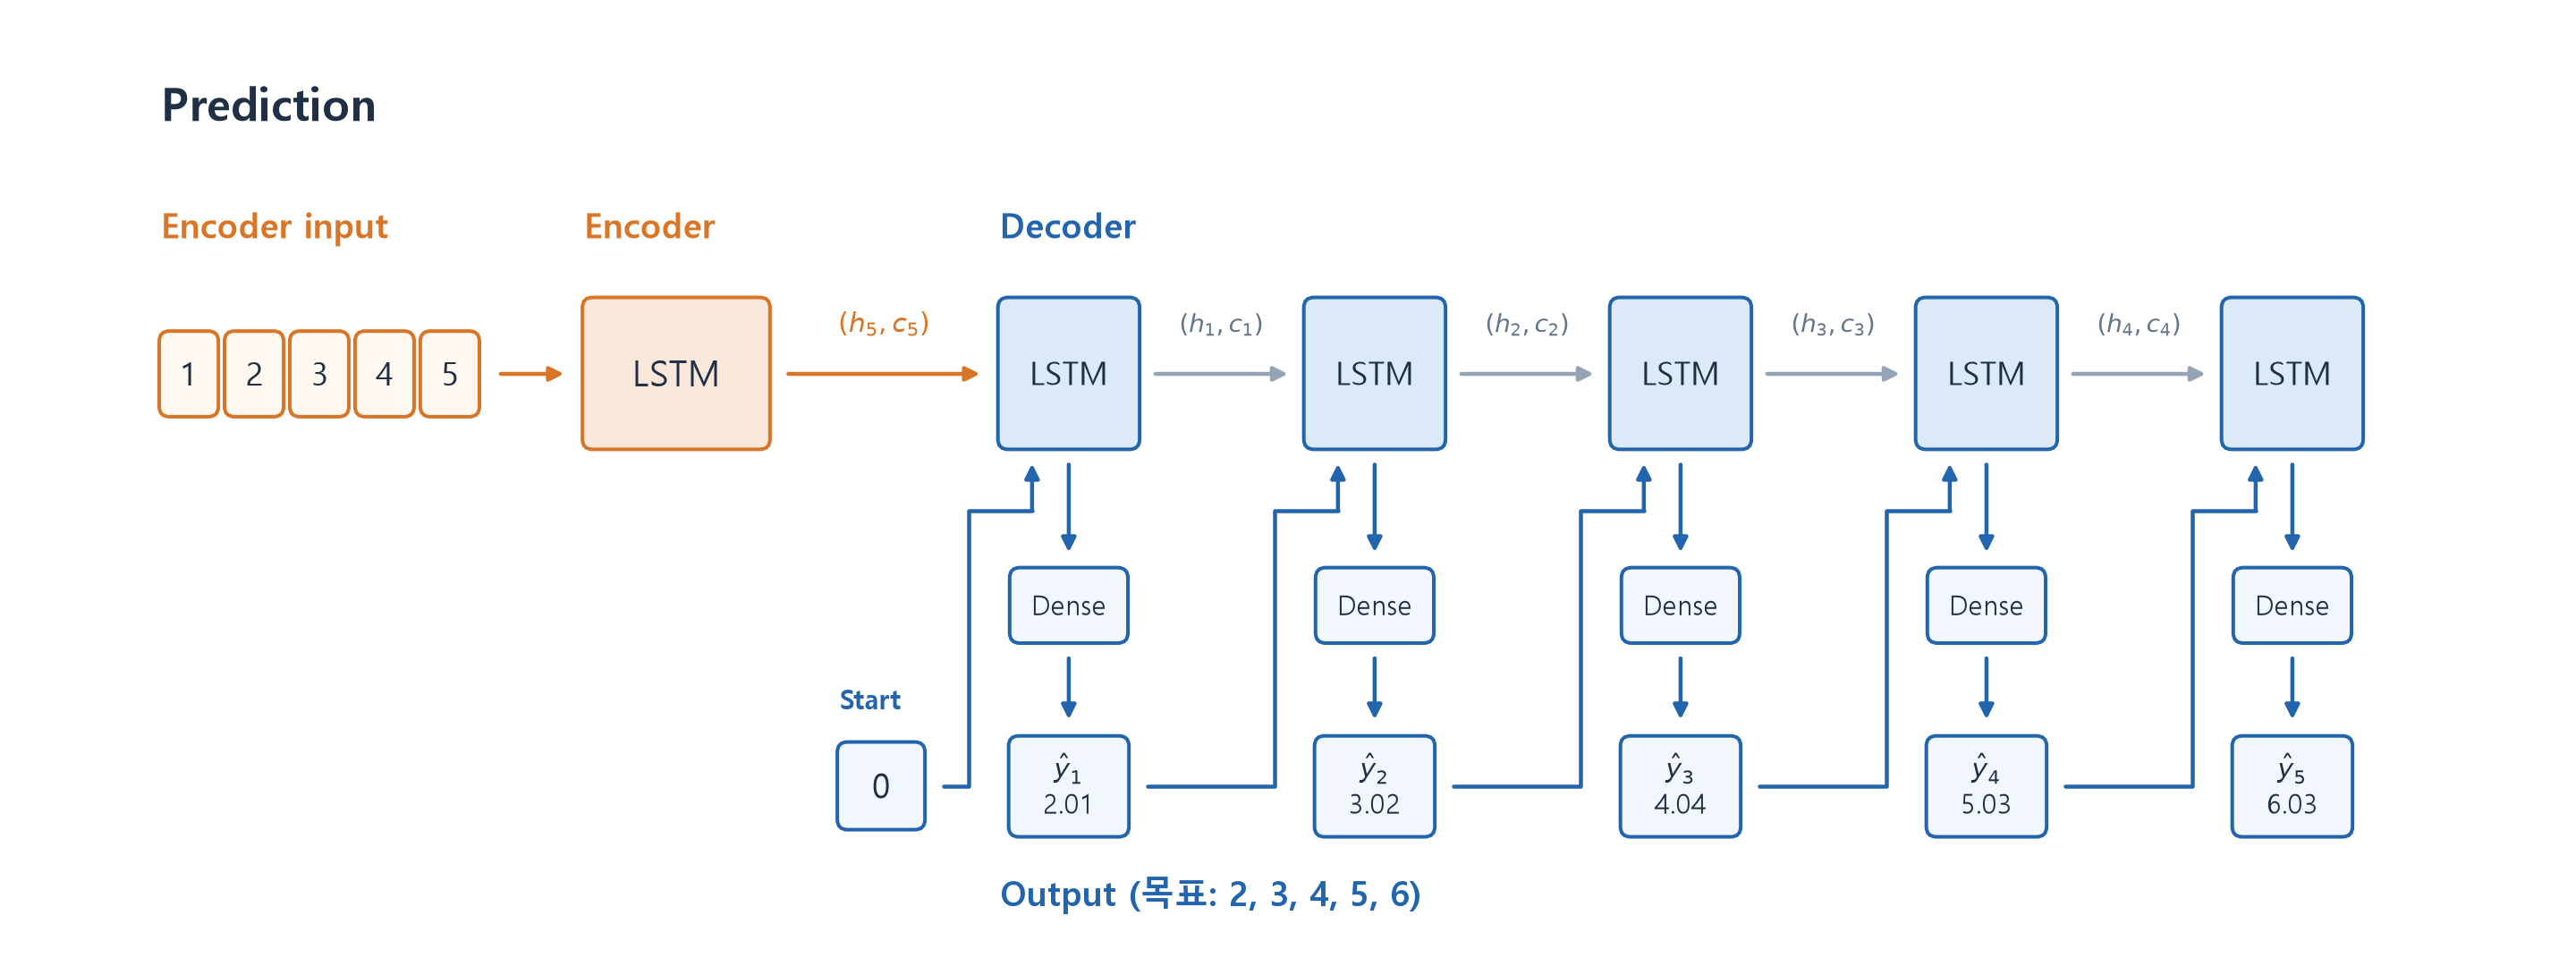 Prediction
Encoder input
Encoder
Decoder
1 2 3 4 5
LSTM
(h₅, c₅)
LSTM
(h₁, c₁)
LSTM
(h₂, c₂)
LSTM
(h₃, c₃)
LSTM
(h₄, c₄)
LSTM
Dense
Dense
Dense
Dense
Dense
Start
0
ŷ₁
2.01
ŷ₂
3.02
ŷ₃
4.04
ŷ₄
5.03
ŷ₅
6.03
Output (목표: 2, 3, 4, 5, 6)